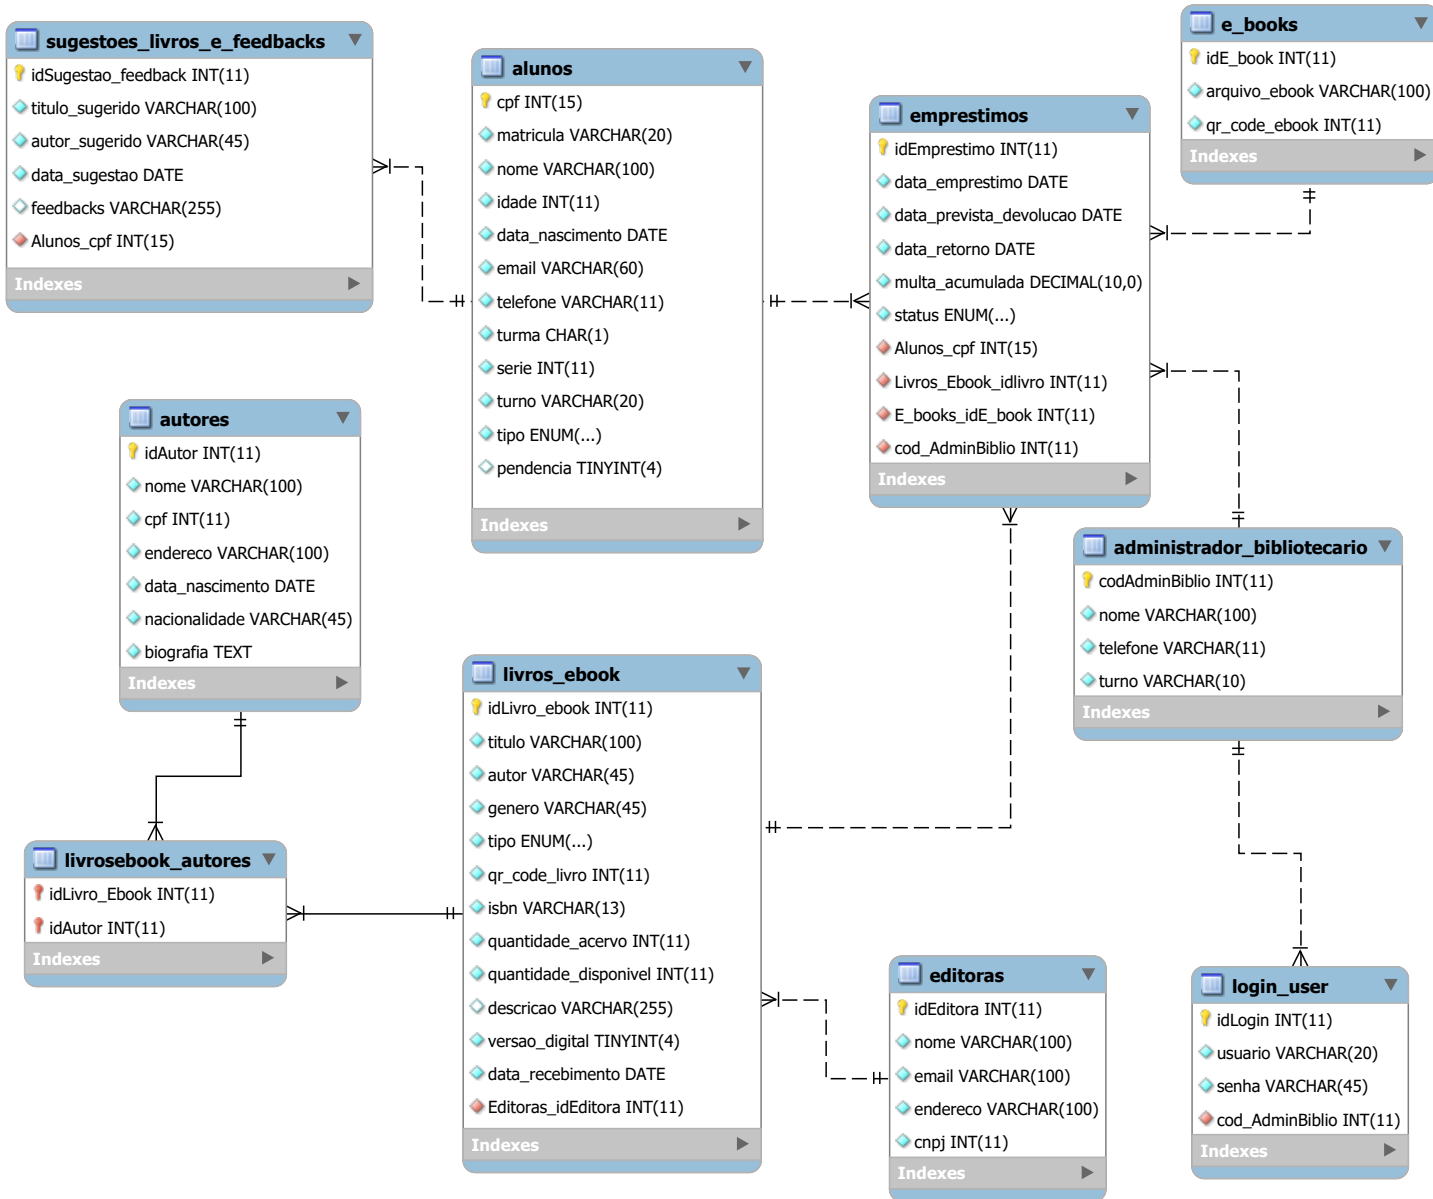 sugestoes_livros_e_feedbacks
idSugestao_feedback INT(11)
titulo_sugerido VARCHAR(100)
autor_sugerido VARCHAR(45)
data_sugestao DATE
feedbacks VARCHAR(255)
Alunos_cpf INT(15)
Indexes
alunos
cpf INT(15)
matricula VARCHAR(20)
nome VARCHAR(100)
idade INT(11)
data_nascimento DATE
email VARCHAR(60)
telefone VARCHAR(11)
turma CHAR(1)
serie INT(11)
turno VARCHAR(20)
tipo ENUM(...)
pendencia TINYINT(4)
Indexes
emprestimos
idEmprestimo INT(11)
data_emprestimo DATE
data_prevista_devolucao DATE
data_retorno DATE
multa_acumulada DECIMAL(10,0)
status ENUM(...)
Alunos_cpf INT(15)
Livros_Ebook_idlivro INT(11)
E_books_idE_book INT(11)
cod_AdminBiblio INT(11)
Indexes
e_books
idE_book INT(11)
arquivo_ebook VARCHAR(100)
qr_code_ebook INT(11)
Indexes
autores
idAutor INT(11)
nome VARCHAR(100)
cpf INT(11)
endereco VARCHAR(100)
data_nascimento DATE
nacionalidade VARCHAR(45)
biografia TEXT
Indexes
administrador_bibliotecario
codAdminBiblio INT(11)
nome VARCHAR(100)
telefone VARCHAR(11)
turno VARCHAR(10)
Indexes
livros_ebook
idLivro_ebook INT(11)
titulo VARCHAR(100)
autor VARCHAR(45)
genero VARCHAR(45)
tipo ENUM(...)
qr_code_livro INT(11)
isbn VARCHAR(13)
quantidade_acervo INT(11)
quantidade_disponivel INT(11)
descricao VARCHAR(255)
versao_digital TINYINT(4)
data_recebimento DATE
Editoras_idEditora INT(11)
Indexes
livrosebook_autores
idLivro_Ebook INT(11)
idAutor INT(11)
Indexes
editoras
idEditora INT(11)
nome VARCHAR(100)
email VARCHAR(100)
endereco VARCHAR(100)
cnpj INT(11)
Indexes
login_user
idLogin INT(11)
usuario VARCHAR(20)
senha VARCHAR(45)
cod_AdminBiblio INT(11)
Indexes